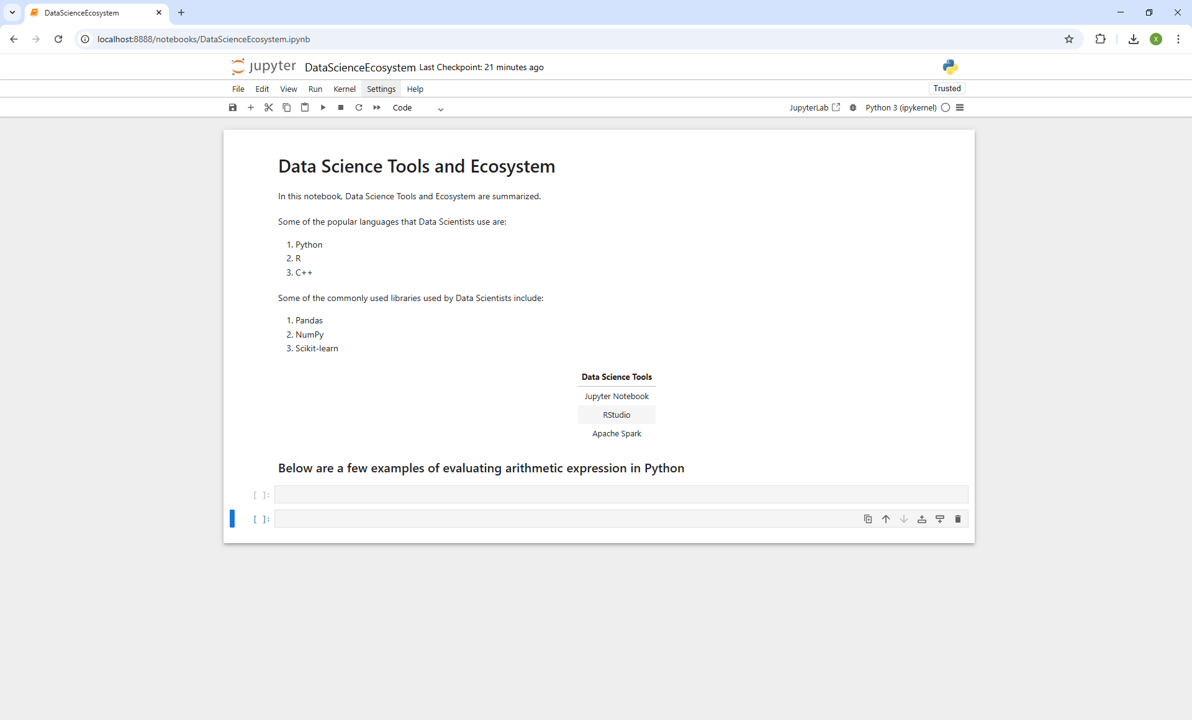 DataScienceEcosystem
localhost:8888/notebooks/DataScienceEcosystem.ipynb
X
jupyter DataScienceEcosystem Last Checkpoint: 21 minutes ago
File Edit View Run Kernel Settings Help Trusted
Code JupyterLab Python 3 (ipykernel)
Data Science Tools and Ecosystem
In this notebook, Data Science Tools and Ecosystem are summarized.
Some of the popular languages that Data Scientists use are:
1. Python
2. R
3. C++
Some of the commonly used libraries used by Data Scientists include:
1. Pandas
2. NumPy
3. Scikit-learn
Data Science Tools
Jupyter Notebook
RStudio
Apache Spark
Below are a few examples of evaluating arithmetic expression in Python
[ ]:
[ ]: